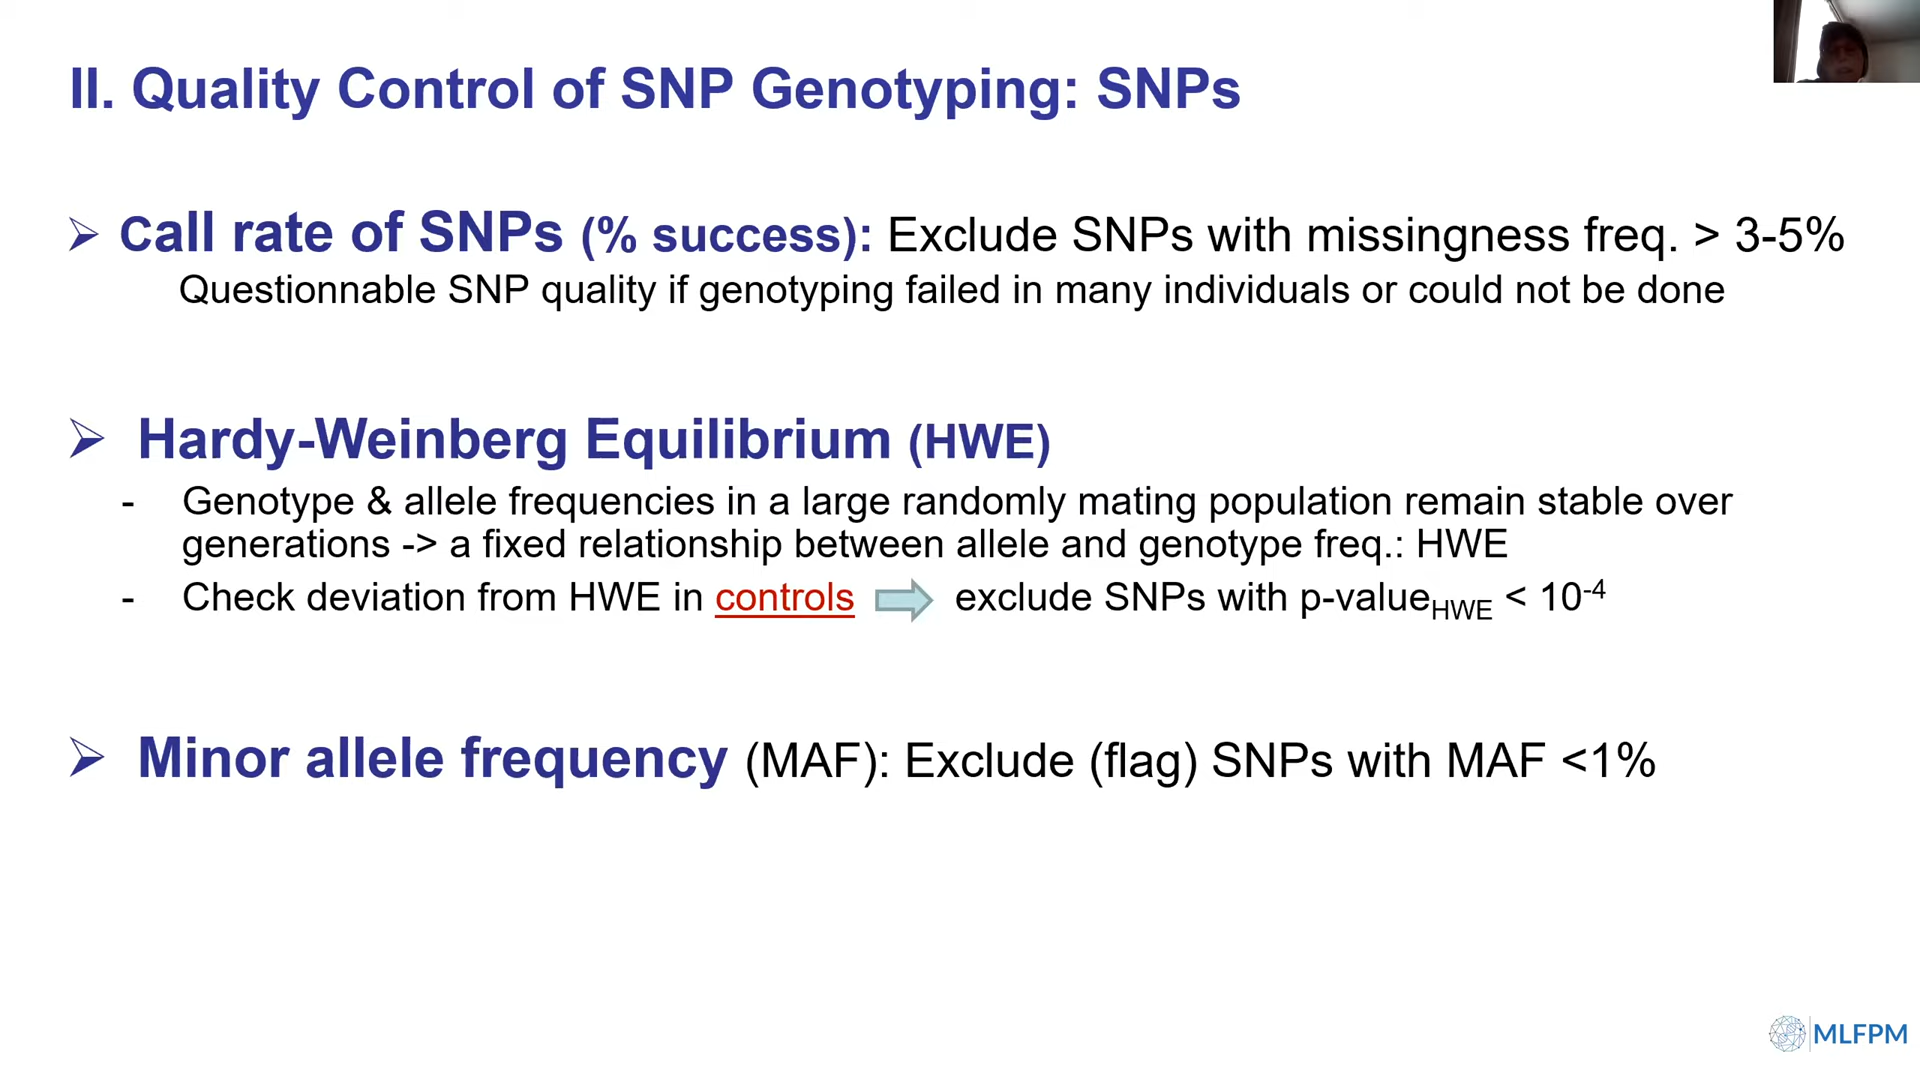 II. Quality Control of SNP Genotyping: SNPs
➢ Call rate of SNPs (% success): Exclude SNPs with missingness freq. > 3-5%
Questionnable SNP quality if genotyping failed in many individuals or could not be done
➢ Hardy-Weinberg Equilibrium (HWE)
- Genotype & allele frequencies in a large randomly mating population remain stable over
generations -> a fixed relationship between allele and genotype freq.: HWE
- Check deviation from HWE in controls ⇒ exclude SNPs with p-valueHWE < 10-4
➢ Minor allele frequency (MAF): Exclude (flag) SNPs with MAF <1%
MLFPM